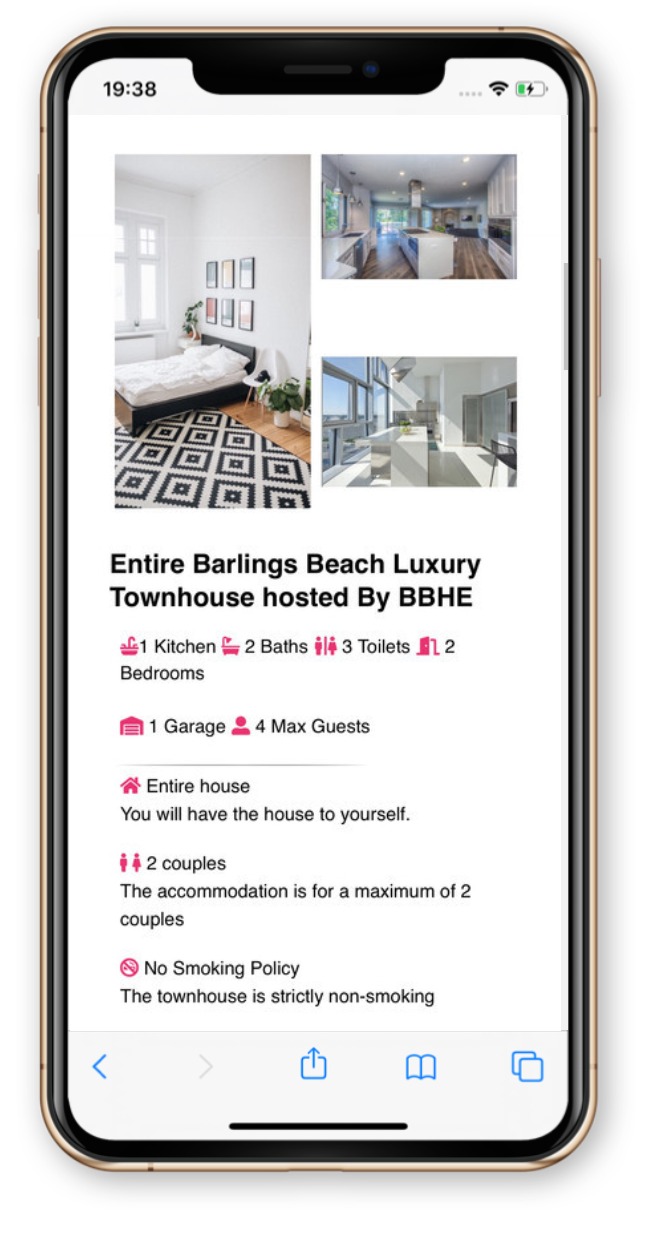 19:38
Entire Barlings Beach Luxury
Townhouse hosted By BBHE
1 Kitchen 2 Baths 3 Toilets 2
Bedrooms
1 Garage 4 Max Guests
Entire house
You will have the house to yourself.
2 couples
The accommodation is for a maximum of 2
couples
No Smoking Policy
The townhouse is strictly non-smoking